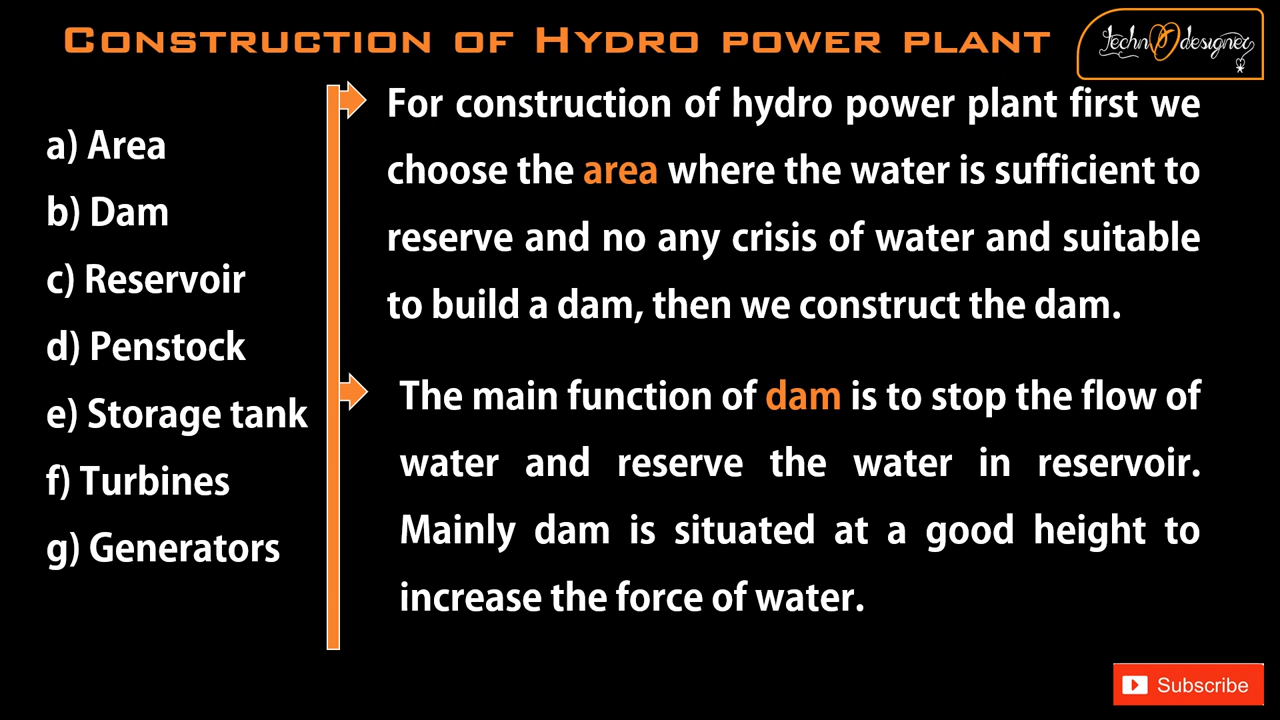 CONSTRUCTION OF HYDRO POWER PLANT
Techno designer
a) Area
b) Dam
c) Reservoir
d) Penstock
e) Storage tank
f) Turbines
g) Generators
For construction of hydro power plant first we
choose the area where the water is sufficient to
reserve and no any crisis of water and suitable
to build a dam, then we construct the dam.
The main function of dam is to stop the flow of
water and reserve the water in reservoir.
Mainly dam is situated at a good height to
increase the force of water.
Subscribe